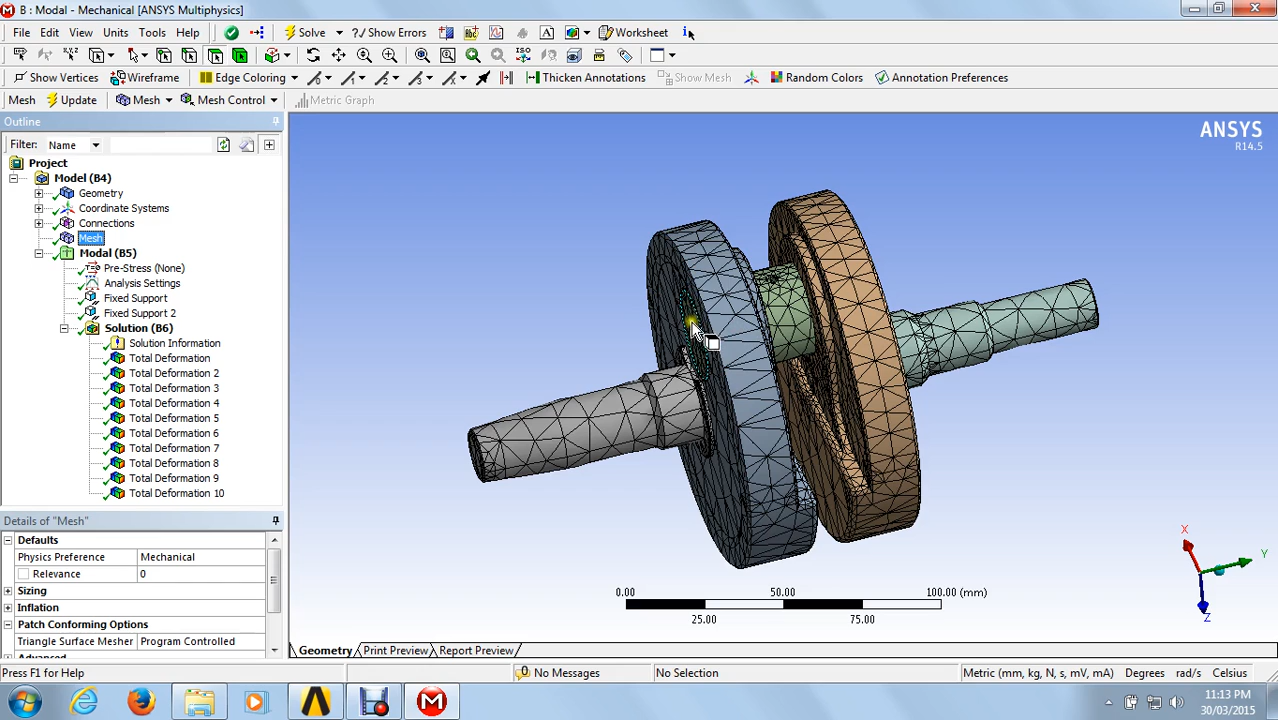 B : Modal - Mechanical [ANSYS Multiphysics]
File Edit View Units Tools Help Solve ?/ Show Errors Worksheet
Show Vertices Wireframe Edge Coloring Thicken Annotations Show Mesh Random Colors Annotation Preferences
Mesh Update Mesh Mesh Control Metric Graph
Outline
Filter: Name
Project
Model (B4)
Geometry
Coordinate Systems
Connections
Mesh
Modal (B5)
Pre-Stress (None)
Analysis Settings
Fixed Support
Fixed Support 2
Solution (B6)
Solution Information
Total Deformation
Total Deformation 2
Total Deformation 3
Total Deformation 4
Total Deformation 5
Total Deformation 6
Total Deformation 7
Total Deformation 8
Total Deformation 9
Total Deformation 10
Details of "Mesh"
Defaults
Physics Preference Mechanical
Relevance 0
Sizing
Inflation
Patch Conforming Options
Triangle Surface Mesher Program Controlled
ANSYS
R14.5
0.00 50.00 100.00 (mm)
25.00 75.00
X
Y
Z
Geometry Print Preview Report Preview
Press F1 for Help 0 No Messages No Selection Metric (mm, kg, N, s, mV, mA) Degrees rad/s Celsius
11:13 PM
30/03/2015